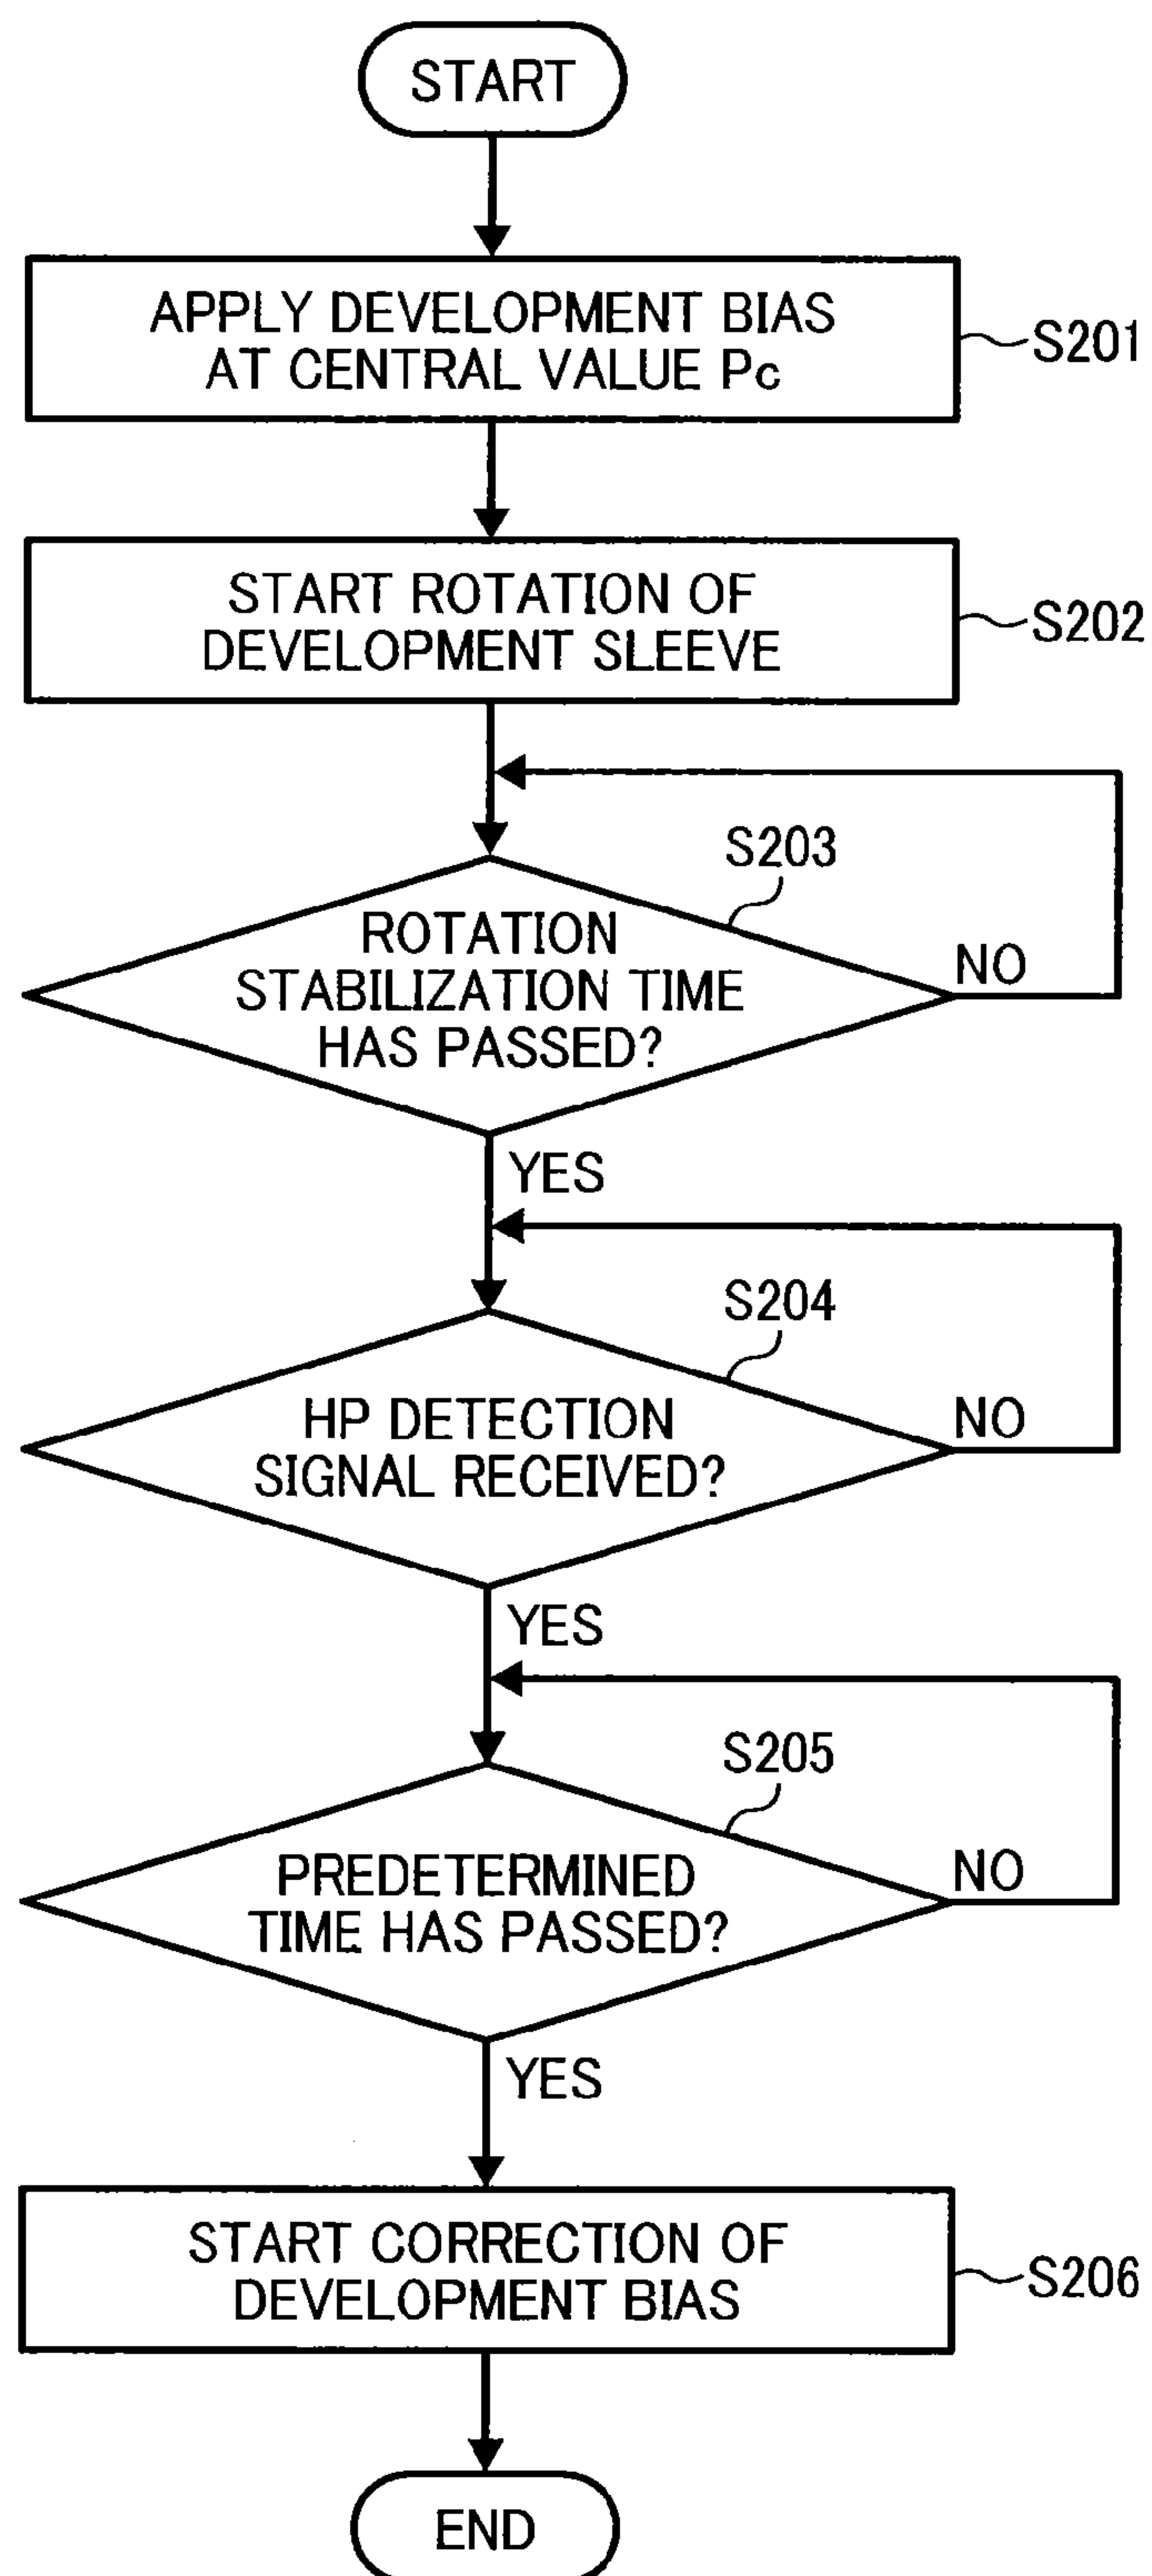 START
APPLY DEVELOPMENT BIAS
AT CENTRAL VALUE Pc
S201
START ROTATION OF
DEVELOPMENT SLEEVE
S202
S203
ROTATION
STABILIZATION TIME
HAS PASSED?
NO
YES
S204
HP DETECTION
SIGNAL RECEIVED?
NO
YES
S205
PREDETERMINED
TIME HAS PASSED?
NO
YES
START CORRECTION OF
DEVELOPMENT BIAS
S206
END